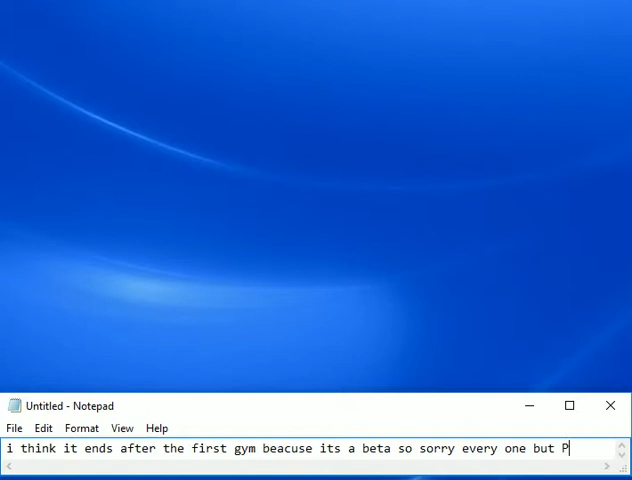 Untitled - Notepad
File Edit Format View Help
i think it ends after the first gym beacuse its a beta so sorry every one but P